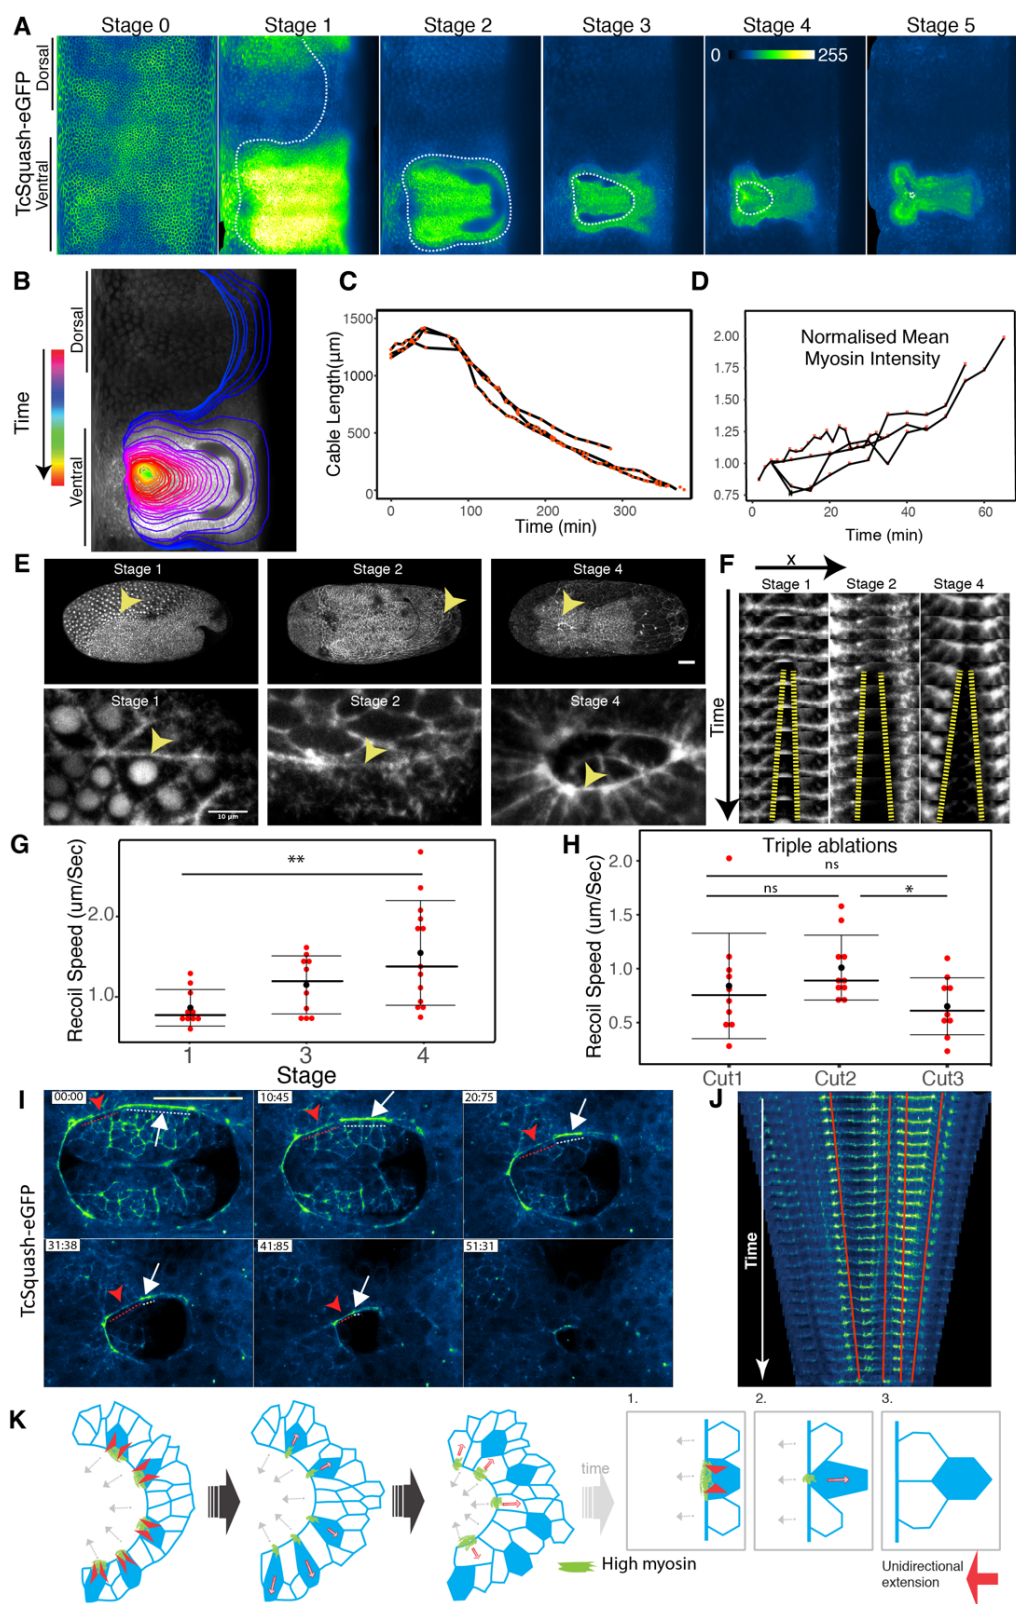 A
Stage 0 Stage 1 Stage 2 Stage 3 Stage 4 Stage 5
TcSquash-eGFP
Dorsal
Ventral
0 255
B
Dorsal
Ventral
Time
C
Cable Length(µm)
1500
1000
500
0
0 100 200 300
Time (min)
D
Normalised Mean
Myosin Intensity
2.00
1.75
1.50
1.25
1.00
0.75
0 20 40 60
Time (min)
E
Stage 1 Stage 2 Stage 4
Stage 1 Stage 2 Stage 4
10 µm
F
X
Stage 1 Stage 2 Stage 4
Time
G
Recoil Speed (um/Sec)
**
2.0
1.0
1 3 4
Stage
H
Triple ablations
Recoil Speed (um/Sec)
ns
ns *
2.0
1.5
1.0
0.5
Cut1 Cut2 Cut3
I
TcSquash-eGFP
00:00 10:45 20:75
31:38 41:85 51:31
J
Time
K
time
1. 2. 3.
High myosin
Unidirectional
extension